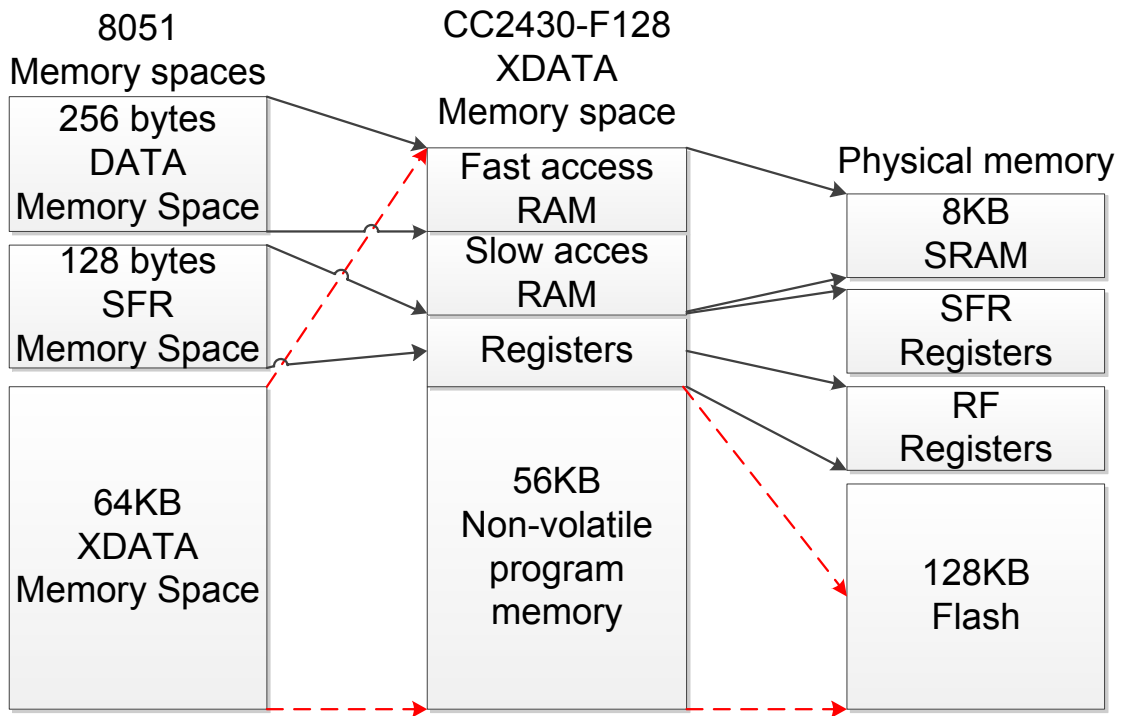 8051
Memory spaces
256 bytes
DATA
Memory Space
128 bytes
SFR
Memory Space
64KB
XDATA
Memory Space
CC2430-F128
XDATA
Memory space
Fast access
RAM
Slow acces
RAM
Registers
56KB
Non-volatile
program
memory
Physical memory
8KB
SRAM
SFR
Registers
RF
Registers
128KB
Flash